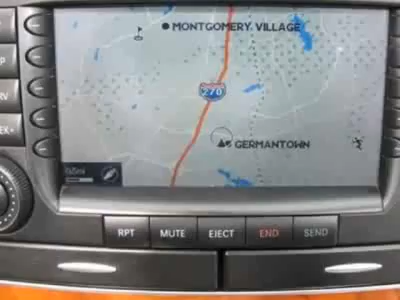 MONTGOMERY VILLAGE
270
GERMANTOWN
RPT MUTE EJECT END SEND